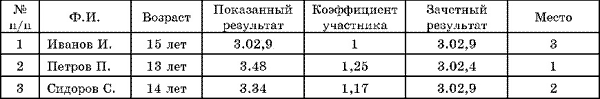 № п/п Ф.И. Возраст Показанный результат Коэффициент участника Зачетный результат Место
1 Иванов И. 15 лет 3.02,9 1 3.02,9 3
2 Петров П. 13 лет 3.48 1,25 3.02,4 1
3 Сидоров С. 14 лет 3.34 1,17 3.02,9 2